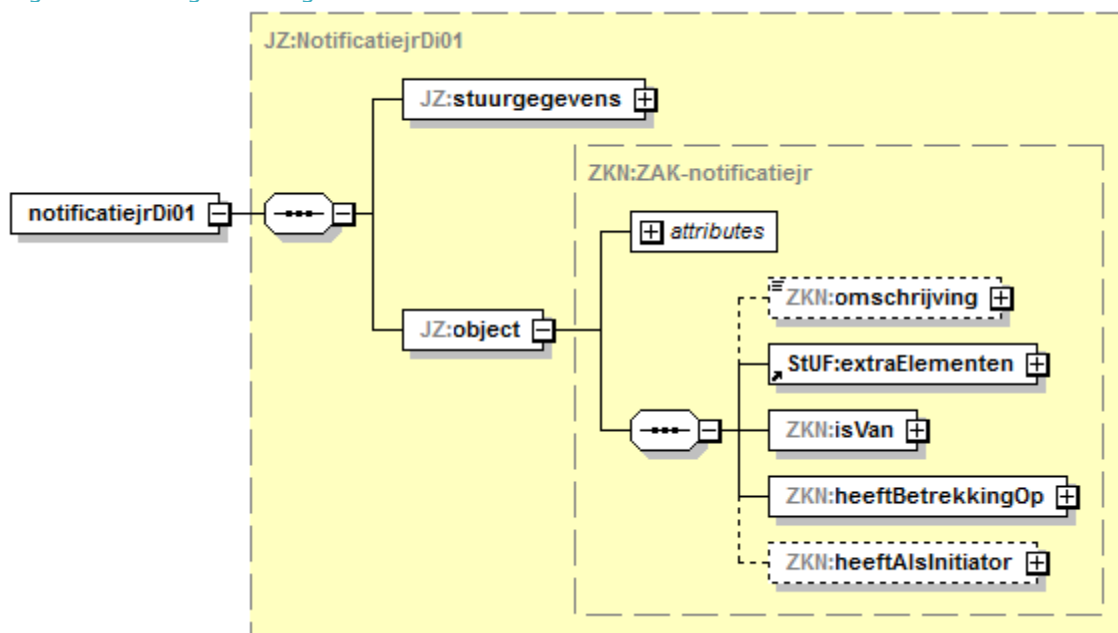 JZ:NotificatiejrDi01
JZ:stuurgegevens
ZKN:ZAK-notificatiejr
notificatiejrDi01
attributes
ZKN:omschrijving
JZ:object
StUF:extraElementen
ZKN:isVan
ZKN:heeftBetrekkingOp
ZKN:heeftAlsInitiator